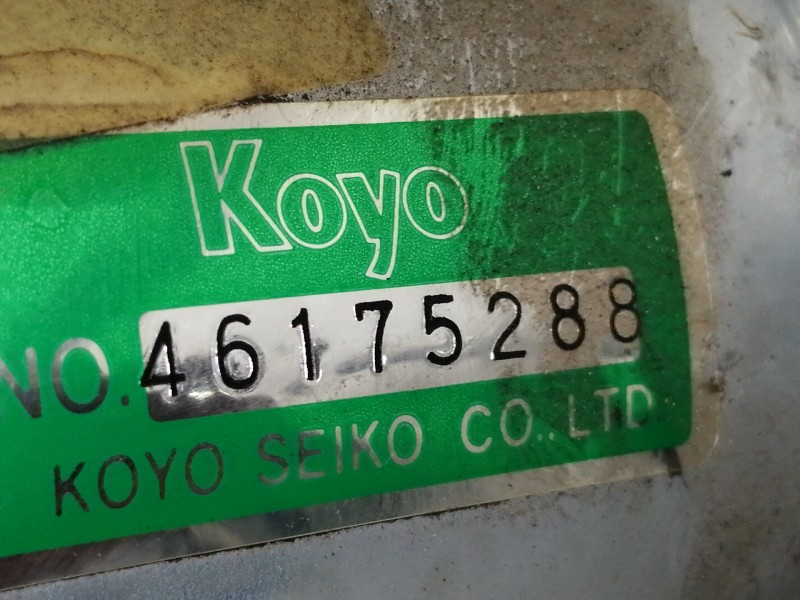 Koyo
NO. 46175288
KOYO SEIKO CO., LTD